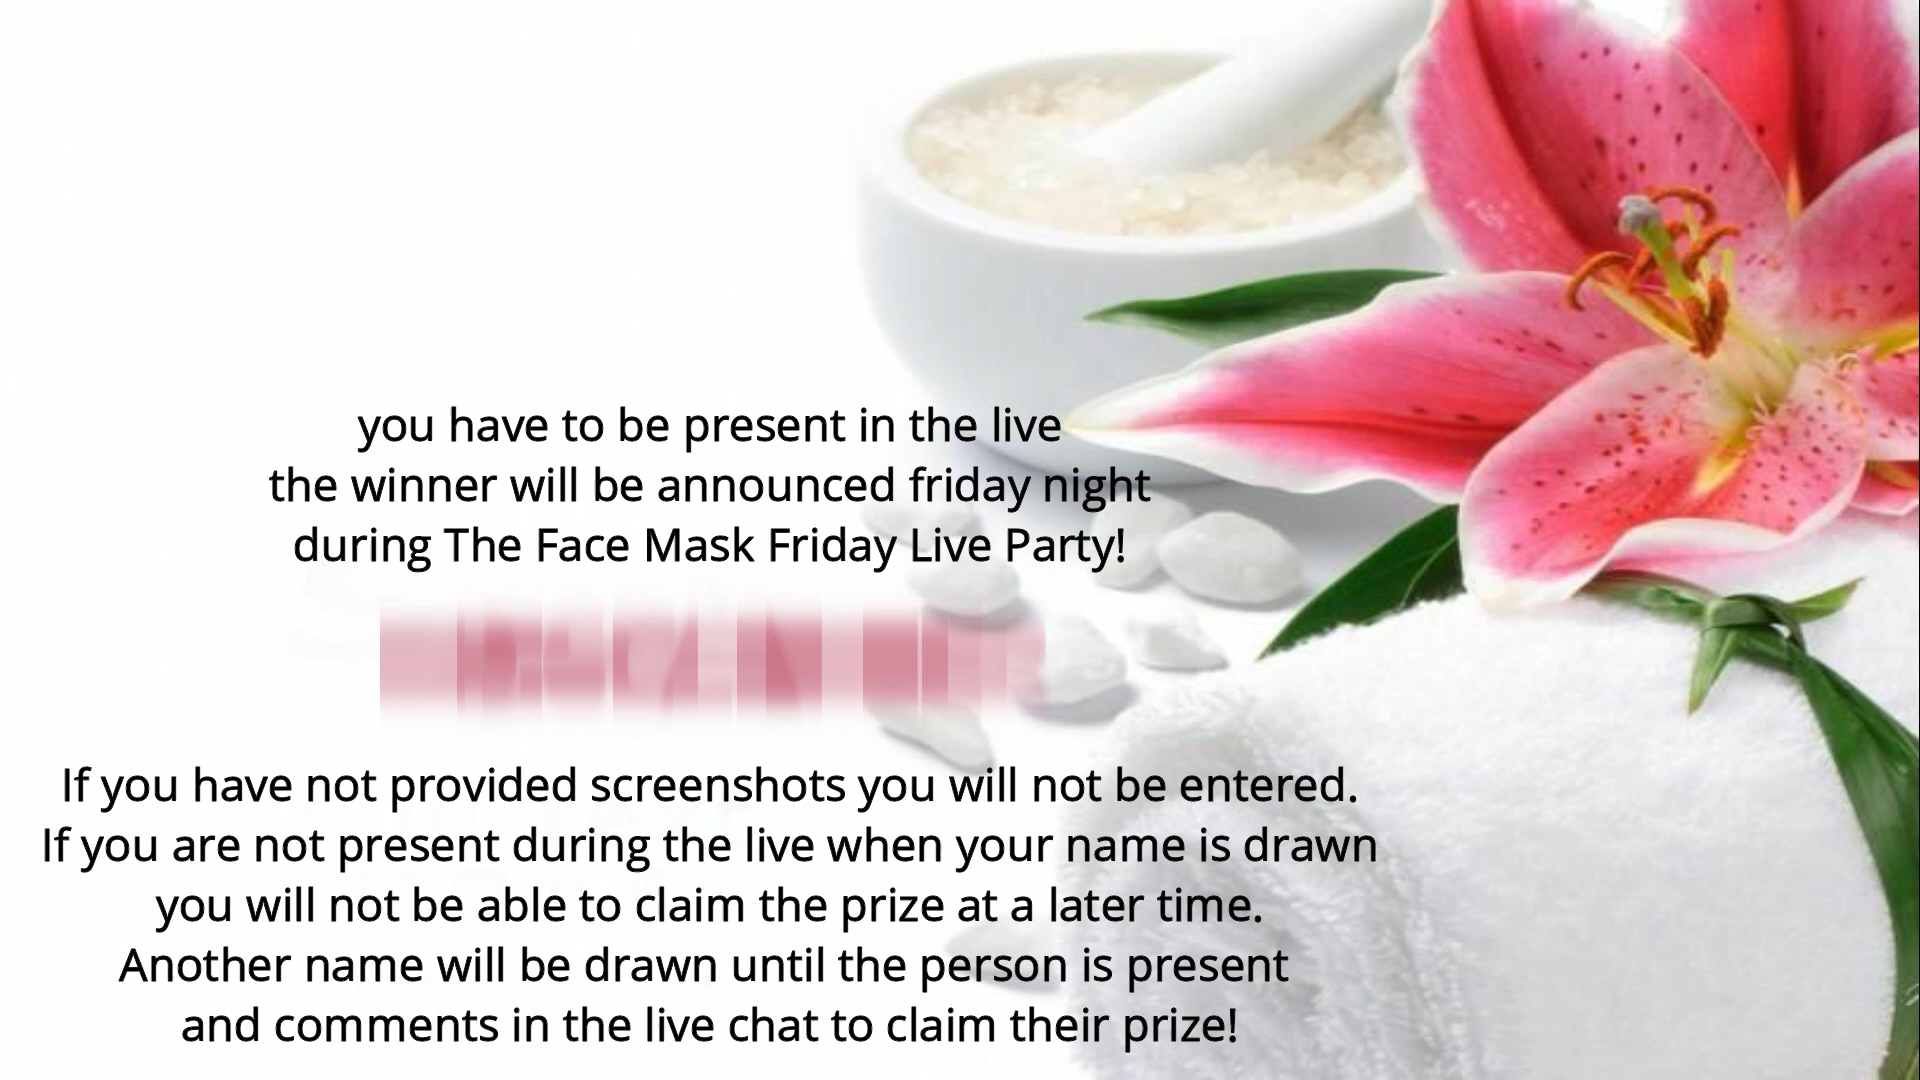 you have to be present in the live
the winner will be announced friday night
during The Face Mask Friday Live Party!
If you have not provided screenshots you will not be entered.
If you are not present during the live when your name is drawn
you will not be able to claim the prize at a later time.
Another name will be drawn until the person is present
and comments in the live chat to claim their prize!